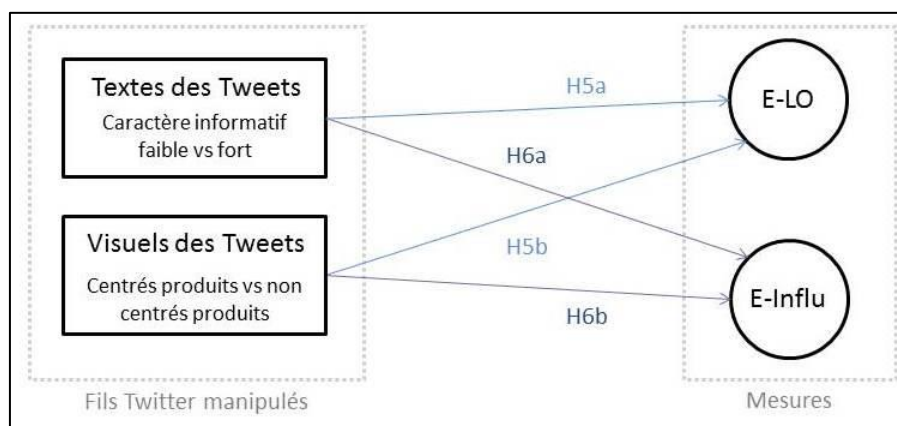 Textes des Tweets
Caractère informatif
faible vs fort
Visuels des Tweets
Centrés produits vs non
centrés produits
Fils Twitter manipulés
H5a
H6a
H5b
H6b
E-LO
E-Influ
Mesures